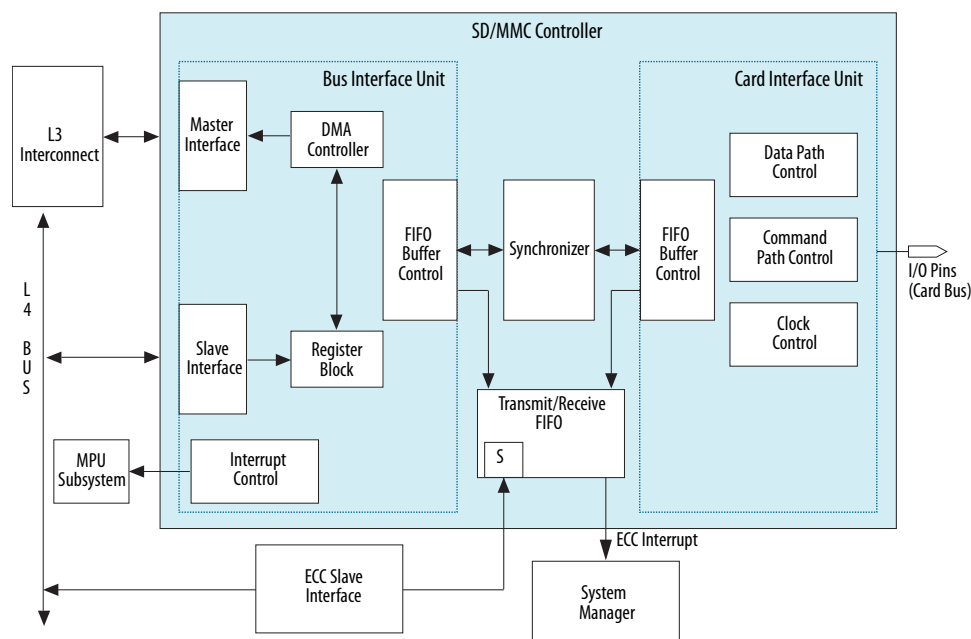 SD/MMC Controller
Bus Interface Unit
Card Interface Unit
L3
Interconnect
Master
Interface
DMA
Controller
Data Path
Control
FIFO
Buffer
Control
Synchronizer
FIFO
Buffer
Control
Command
Path Control
I/O Pins
(Card Bus)
L
4
B
U
S
Slave
Interface
Register
Block
Clock
Control
Transmit/Receive
FIFO
S
MPU
Subsystem
Interrupt
Control
ECC Interrupt
ECC Slave
Interface
System
Manager